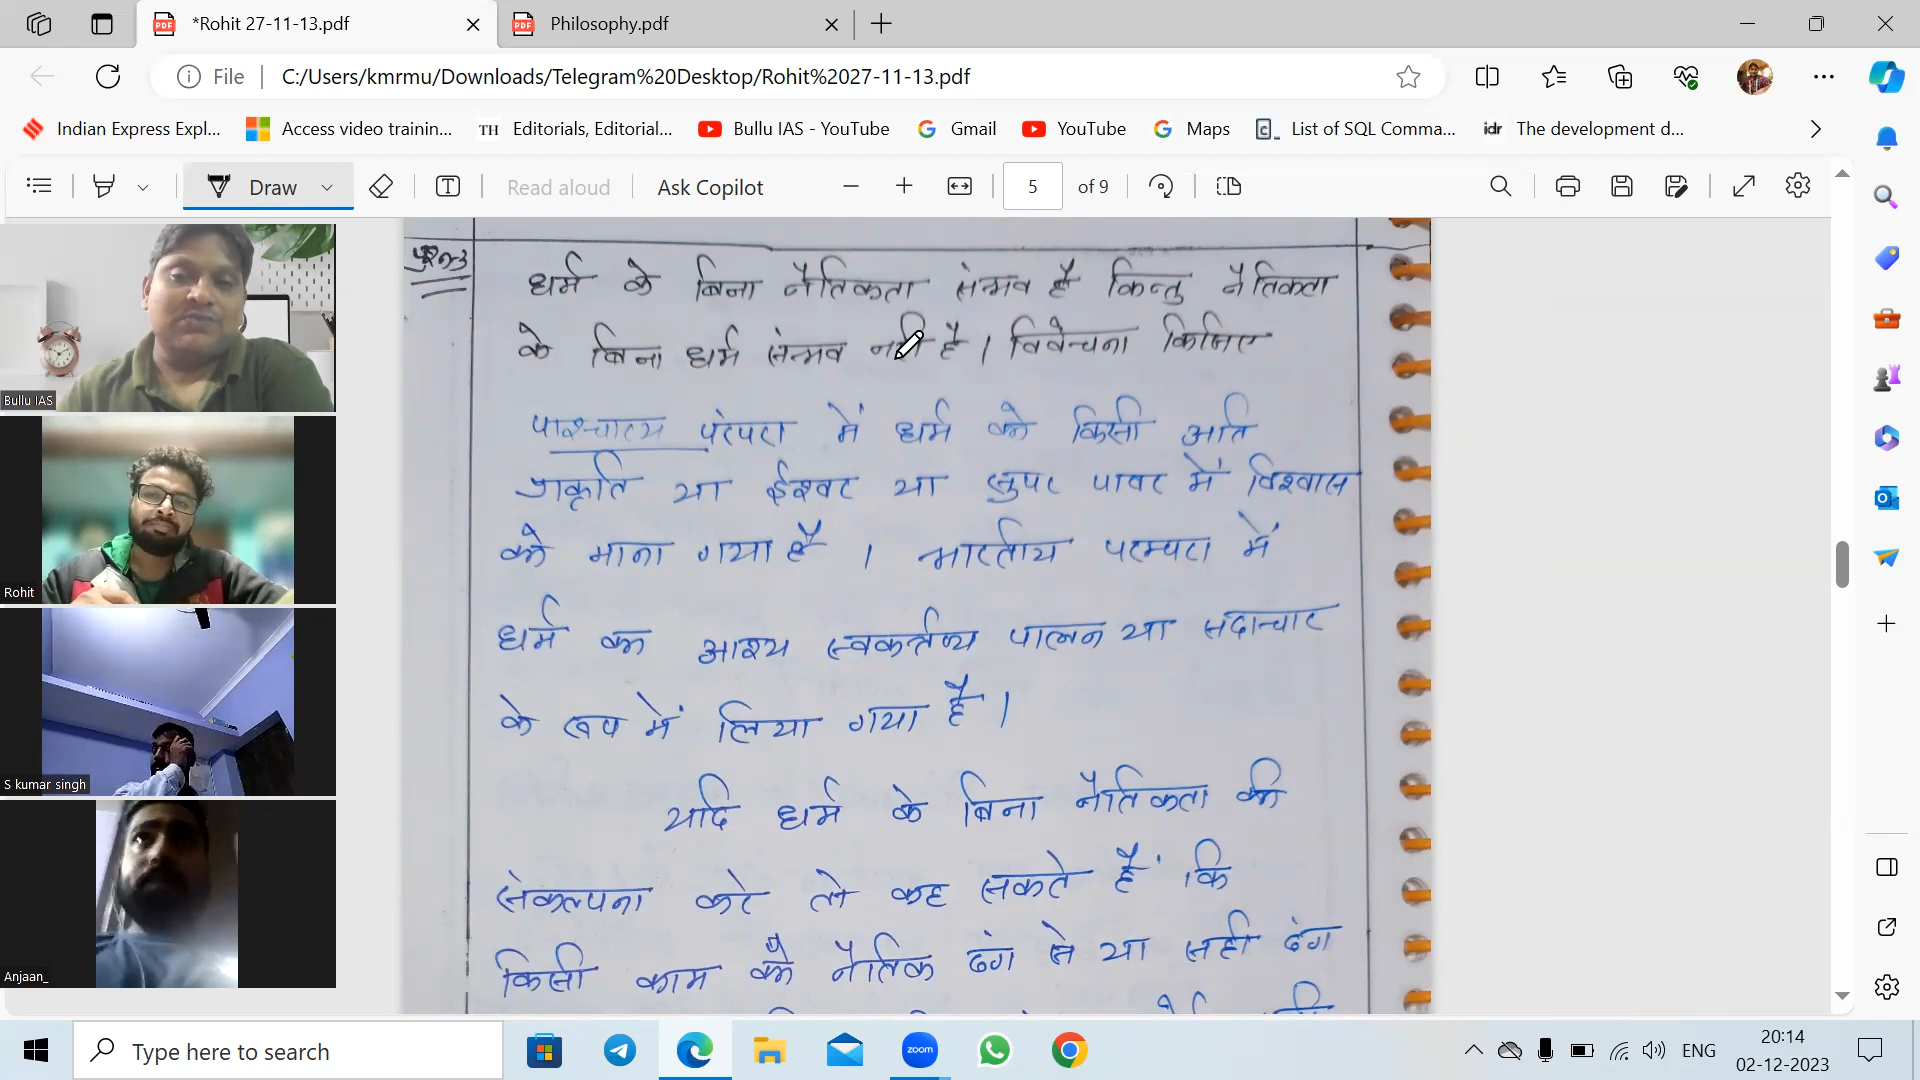 *Rohit 27-11-13.pdf
Philosophy.pdf
File
C:/Users/kmrmu/Downloads/Telegram%20Desktop/Rohit%2027-11-13.pdf
Indian Express Expl...
Access video trainin...
TH Editorials, Editorial...
Bullu IAS - YouTube
Gmail
YouTube
Maps
List of SQL Comma...
idr The development d...
Draw
Read aloud
Ask Copilot
5 of 9
प्रश्न-3
धर्म के बिना नैतिकता संभव है किन्तु नैतिकता
के बिना धर्म संभव नहीं है। विवेचना किजिए
पाश्चात्य परंपरा में धर्म को किसी अति
प्रकृति या ईश्वर या सुपर पावर में विश्वास
को माना गया है । भारतीय परम्परा में
धर्म का आश्य स्वकर्त्तव्य पालन या सदाचार
के रूप में लिया गया है।
यदि धर्म के बिना नैतिकता की
संकल्पना करे तो कह सकते हैं कि
किसी काम को नैतिक ढंग से या सही ढंग
Bullu IAS
Rohit
S kumar singh
Anjaan_
Type here to search
zoom
ENG
20:14
02-12-2023